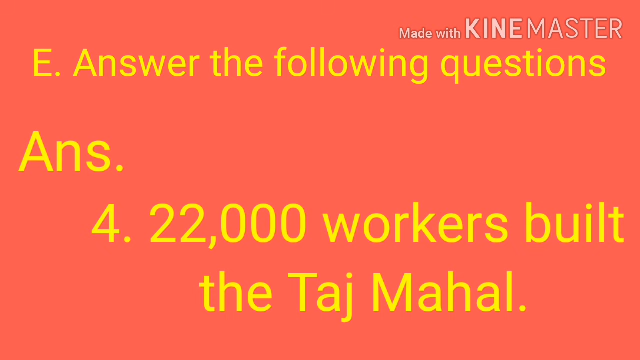 Made with KINEMASTER
E. Answer the following questions
Ans.
4. 22,000 workers built
the Taj Mahal.